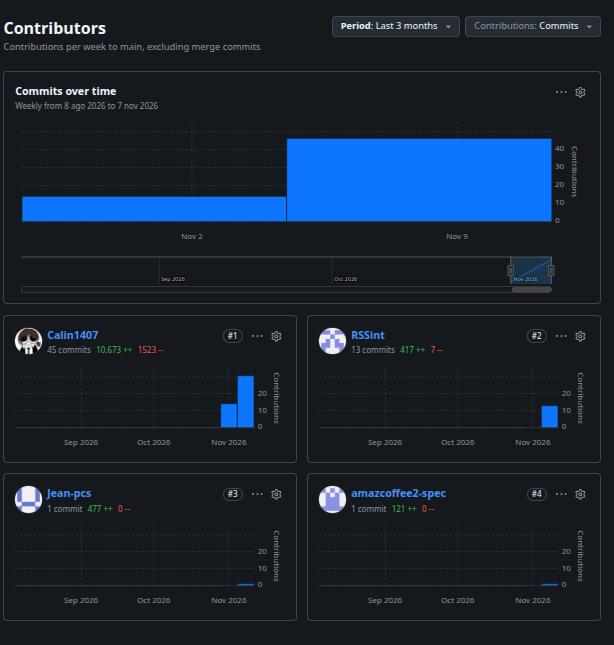 Contributors
Period: Last 3 months
Contributions: Commits
Contributions per week to main, excluding merge commits
Commits over time
Weekly from 8 ago 2026 to 7 nov 2026
40
30
20
10
0
Contributions
Nov 2
Nov 9
Sep 2026
Oct 2026
Nov 2026
Calin1407
#1
45 commits 10.673 ++ 1523 --
20
10
0
Contributions
Sep 2026
Oct 2026
Nov 2026
RSSint
#2
13 commits 417 ++ 7 --
20
10
0
Contributions
Sep 2026
Oct 2026
Nov 2026
Jean-pcs
#3
1 commit 477 ++ 0 --
20
10
0
Contributions
Sep 2026
Oct 2026
Nov 2026
amazcoffee2-spec
#4
1 commit 121 ++ 0 --
20
10
0
Contributions
Sep 2026
Oct 2026
Nov 2026